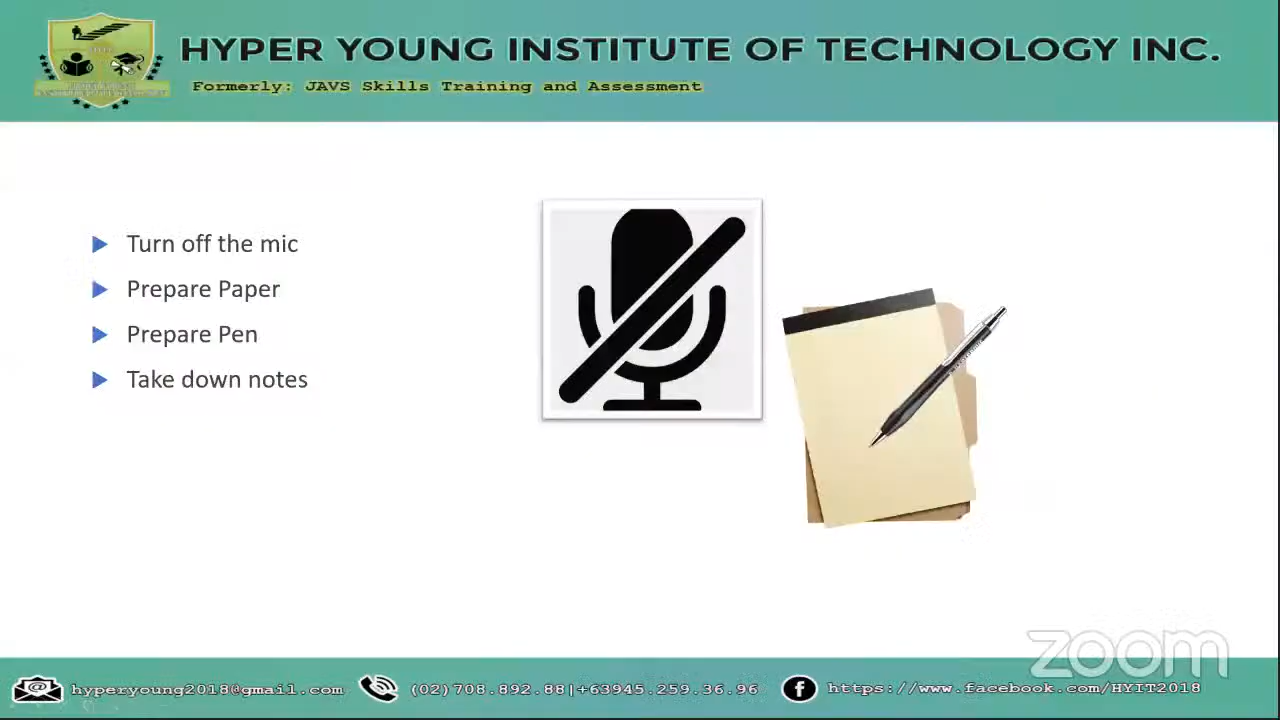 HYPER YOUNG INSTITUTE OF TECHNOLOGY INC.
Formerly: JAVS Skills Training and Assessment
Turn off the mic
Prepare Paper
Prepare Pen
Take down notes
zoom
hyperyoung2018@gmail.com
(02)708.892.88|+63945.259.36.96
https://www.facebook.com/HYIT2018